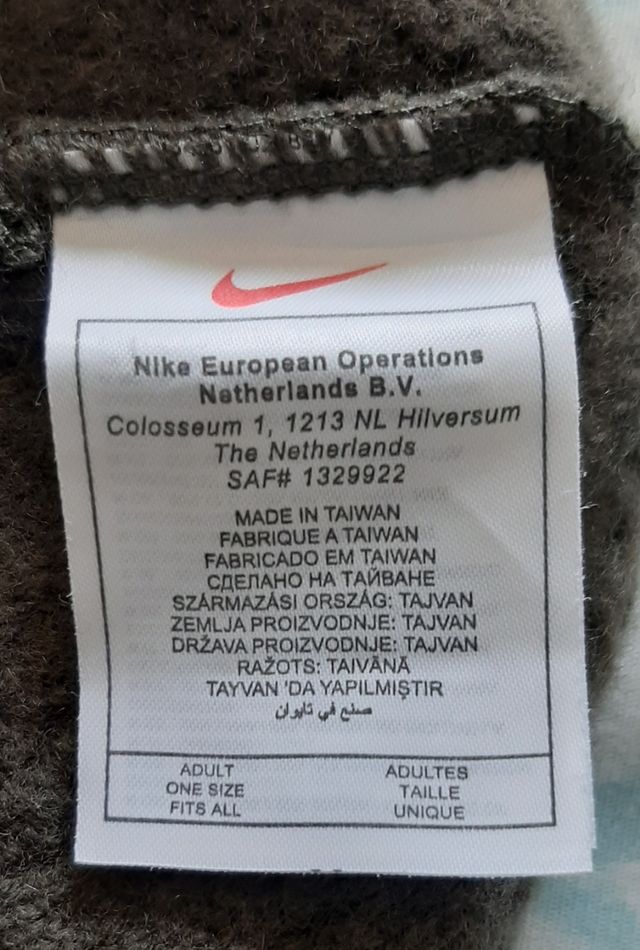 Nike European Operations
Netherlands B.V.
Colosseum 1, 1213 NL Hilversum
The Netherlands
SAF# 1329922
MADE IN TAIWAN
FABRIQUE A TAIWAN
FABRICADO EM TAIWAN
СДЕЛАНО НА ТАЙВАНЕ
SZÁRMAZÁSI ORSZÁG: TAJVAN
ZEMLJA PROIZVODNJE: TAJVAN
DRŽAVA PROIZVODNJE: TAJVAN
RAŽOTS: TAIVĀNĀ
TAYVAN 'DA YAPILMIŞTIR
صنع في تايوان
ADULT
ONE SIZE
FITS ALL
ADULTES
TAILLE
UNIQUE